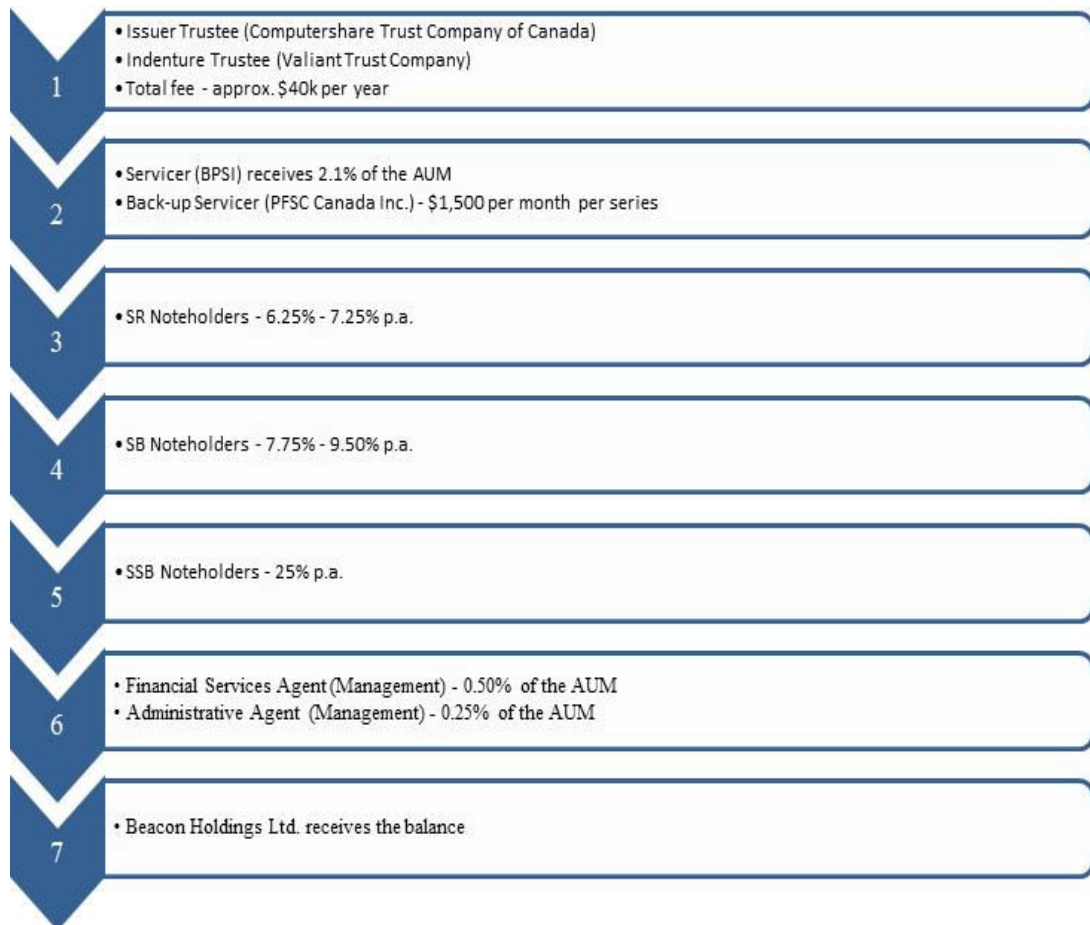 1
• Issuer Trustee (Computershare Trust Company of Canada)
• Indenture Trustee (Valiant Trust Company)
• Total fee - approx. $40k per year
2
• Servicer (BPSI) receives 2.1% of the AUM
• Back-up Servicer (PFSC Canada Inc.) - $1,500 per month per series
3
• SR Noteholders - 6.25% - 7.25% p.a.
4
• SB Noteholders - 7.75% - 9.50% p.a.
5
• SSB Noteholders - 25% p.a.
6
• Financial Services Agent (Management) - 0.50% of the AUM
• Administrative Agent (Management) - 0.25% of the AUM
7
• Beacon Holdings Ltd. receives the balance